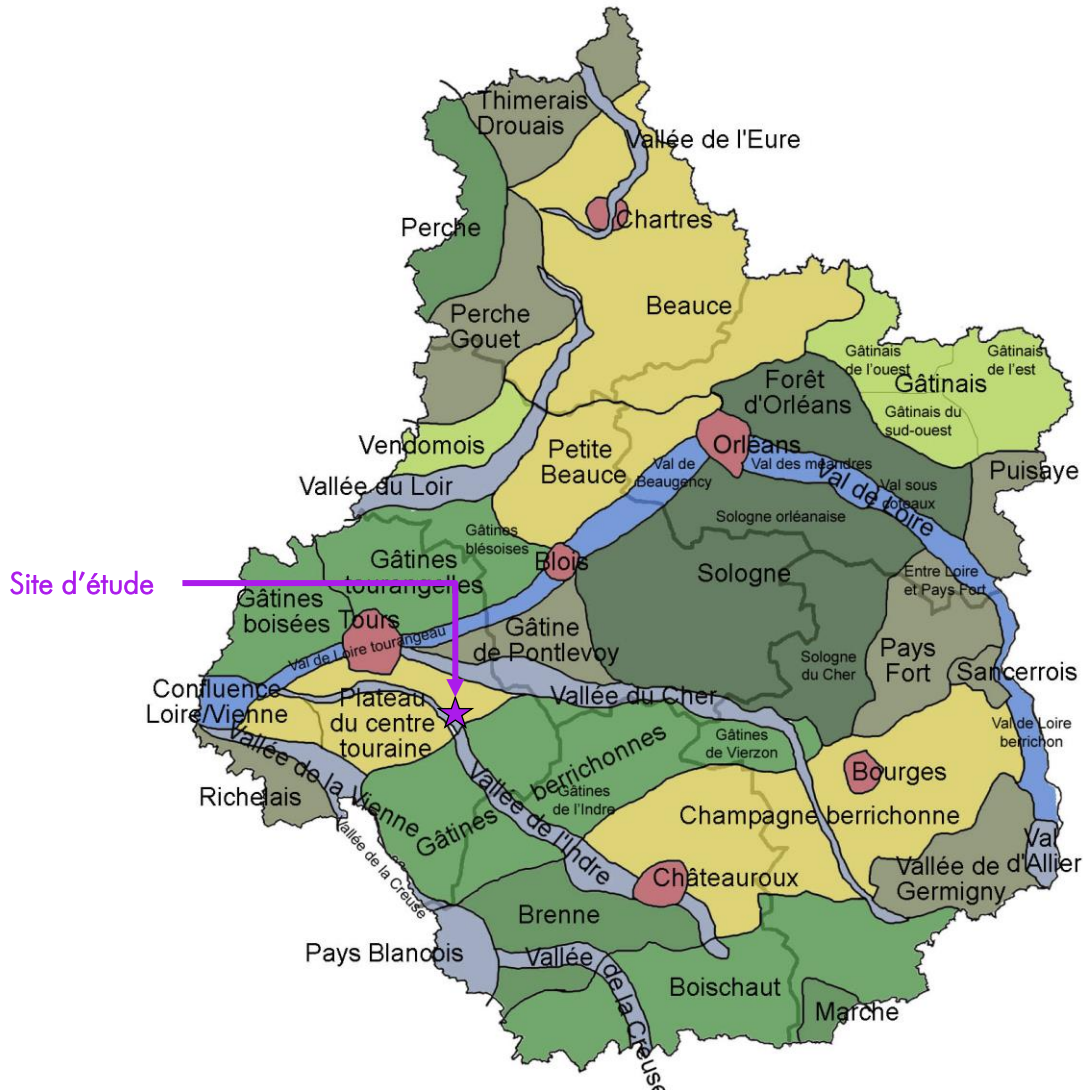 Thimerais
Drouais
Vallée de l'Eure
Perche
Chartres
Beauce
Perche
Gouet
Gâtinais
de l'ouest
Gâtinais
de l'est
Gâtinais
Gâtinais du
sud-ouest
Forêt
d'Orléans
Vendomois
Petite
Beauce
Orléans
Val de
Beaugency
Val des méandres
Val de Loire
Val sous
coteaux
Puisaye
Vallée du Loir
Sologne orléanaise
Gâtines
blésoises
Gâtines
tourangelles
Blois
Sologne
Entre Loire
et Pays Fort
Site d'étude
Gâtines
boisées
Tours
Val de Loire tourangeau
Gâtine
de Pontlevoy
Sologne
du Cher
Pays
Fort
Sancerrois
Confluence
Loire/Vienne
Plateau
du centre
touraine
Vallée du Cher
Val de Loire
berrichon
Gâtines
de Vierzon
Vallée de la Vienne
Richelais
Gâtines berrichonnes
Gâtines
de l'Indre
Vallée de l'Indre
Bourges
Champagne berrichonne
Vallée de la Creuse
Châteauroux
Vallée de
Germigny
Val
d'Allier
Brenne
Pays Blancois
Vallée de la Creuse
Boischaut
Marche